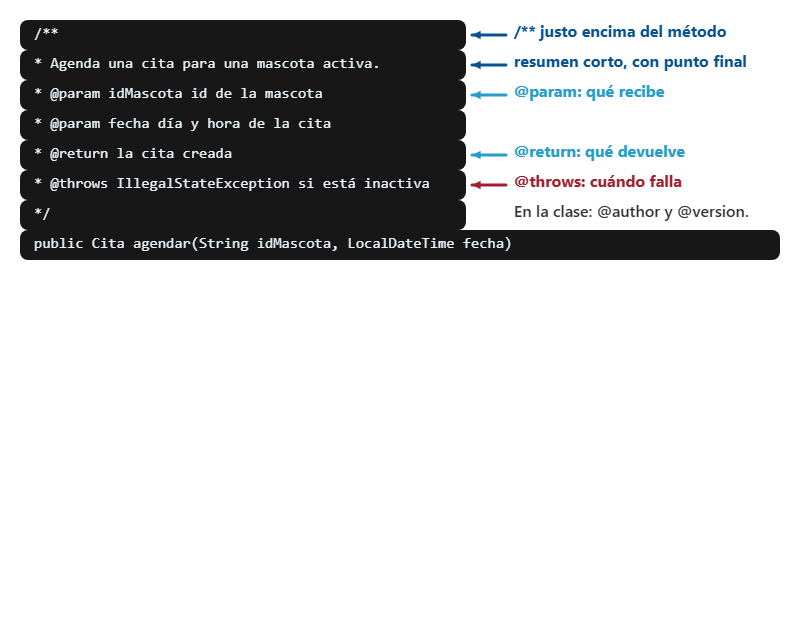 /** /** justo encima del método
* Agenda una cita para una mascota activa. resumen corto, con punto final
* @param idMascota id de la mascota @param: qué recibe
* @param fecha día y hora de la cita
* @return la cita creada @return: qué devuelve
* @throws IllegalStateException si está inactiva @throws: cuándo falla
*/ En la clase: @author y @version.
public Cita agendar(String idMascota, LocalDateTime fecha)